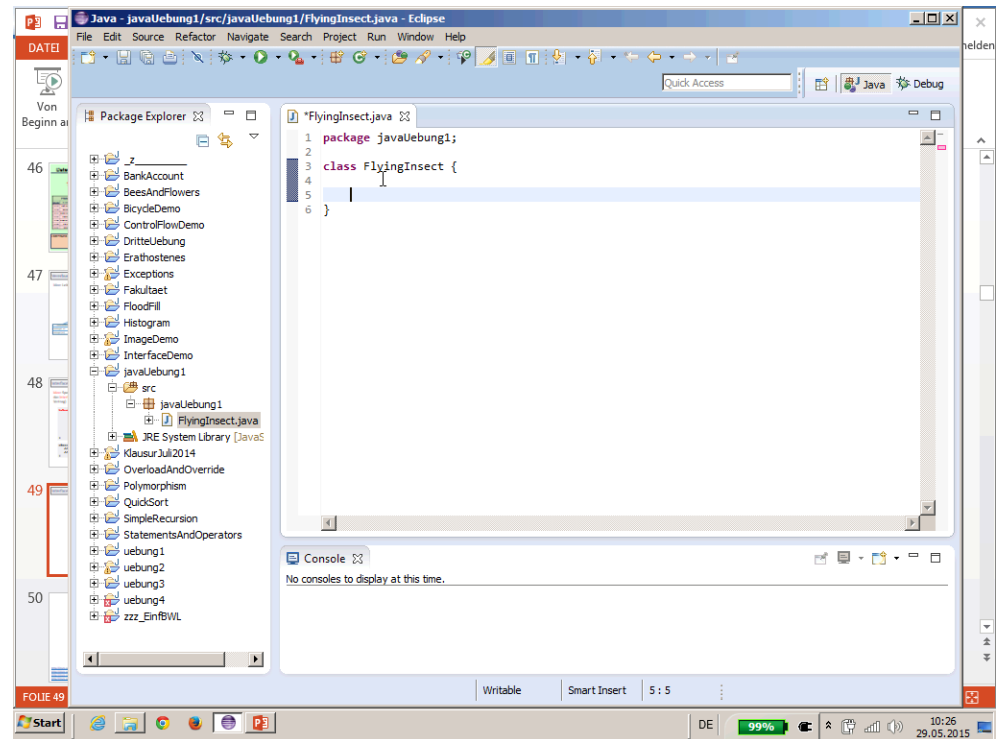 Java - javaUebung1/src/javaUebung1/FlyingInsect.java - Eclipse
File Edit Source Refactor Navigate Search Project Run Window Help
DATEI
Quick Access
Java
Debug
Von
Beginn
Package Explorer
_z________
BankAccount
BeesAndFlowers
BicycleDemo
ControlFlowDemo
DritteUebung
Erathostenes
Exceptions
Fakultaet
FloodFill
Histogram
ImageDemo
InterfaceDemo
javaUebung1
src
javaUebung1
FlyingInsect.java
JRE System Library [JavaS
KlausurJuli2014
OverloadAndOverride
Polymorphism
QuickSort
SimpleRecursion
StatementsAndOperators
uebung1
uebung2
uebung3
uebung4
zzz_EinfBWL
46
47
48
49
50
*FlyingInsect.java
1 package javaUebung1;
2
3 class FlyingInsect {
4
5
6 }
Console
No consoles to display at this time.
Writable
Smart Insert
5 : 5
FOLIE 49
Start
DE
99%
10:26
29.05.2015